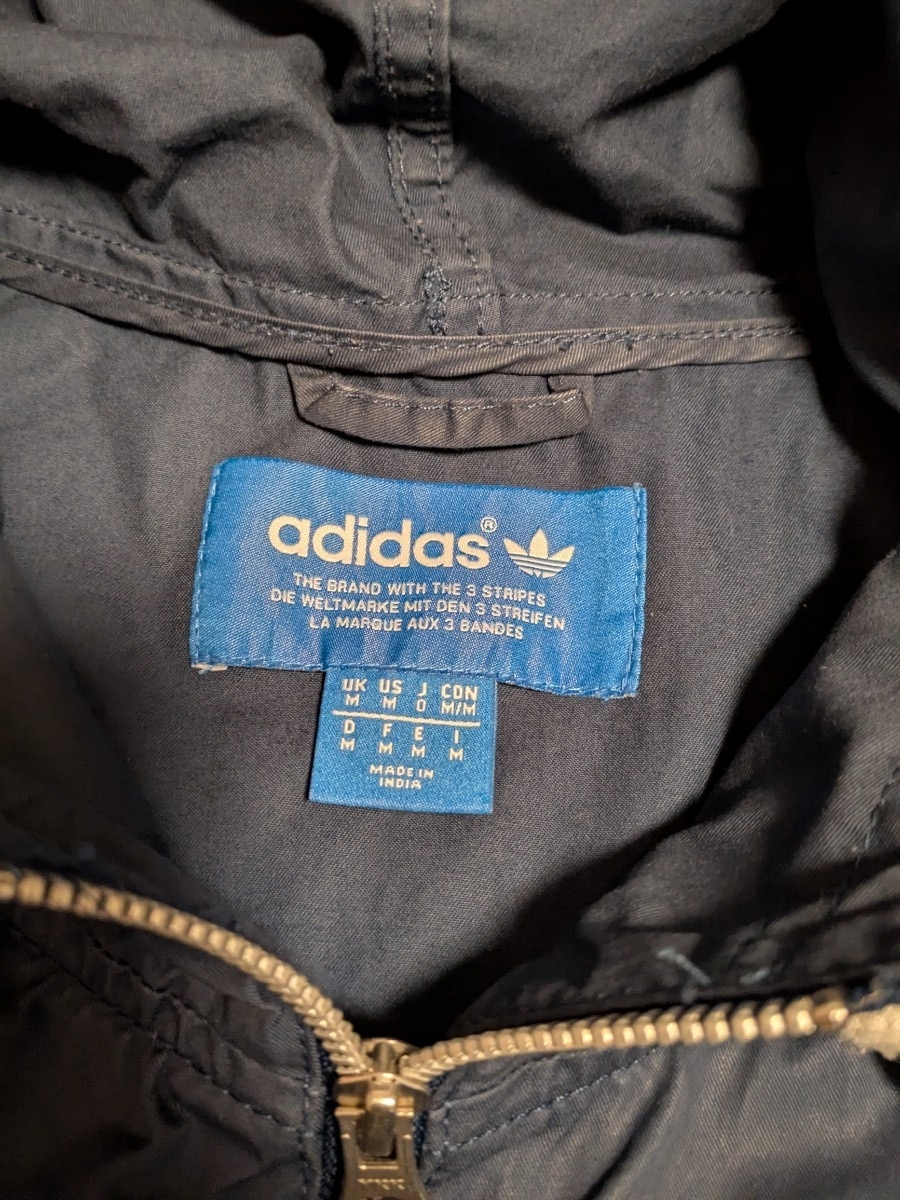 adidas®
THE BRAND WITH THE 3 STRIPES
DIE WELTMARKE MIT DEN 3 STREIFEN
LA MARQUE AUX 3 BANDES
UK US J CDN
M M O M/M
D F E I
M M M M
MADE IN
INDIA